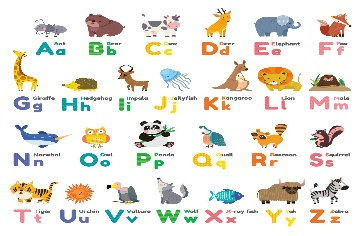 Ant Bear Cow Deer Elephant Fox
Aa Bb Cc Dd Ee Ff
Giraffe Hedgehog Impala Jellyfish Kangaroo Lion Mole
Gg Hh Ii Jj Kk Ll Mm
Narwhal Owl Panda Quail Raccoon Squirrel
Nn Oo Pp Qq Rr Ss
Tiger Urchin Vulture Wolf X-ray fish Yak Zebra
Tt Uu Vv Ww Xx Yy Zz